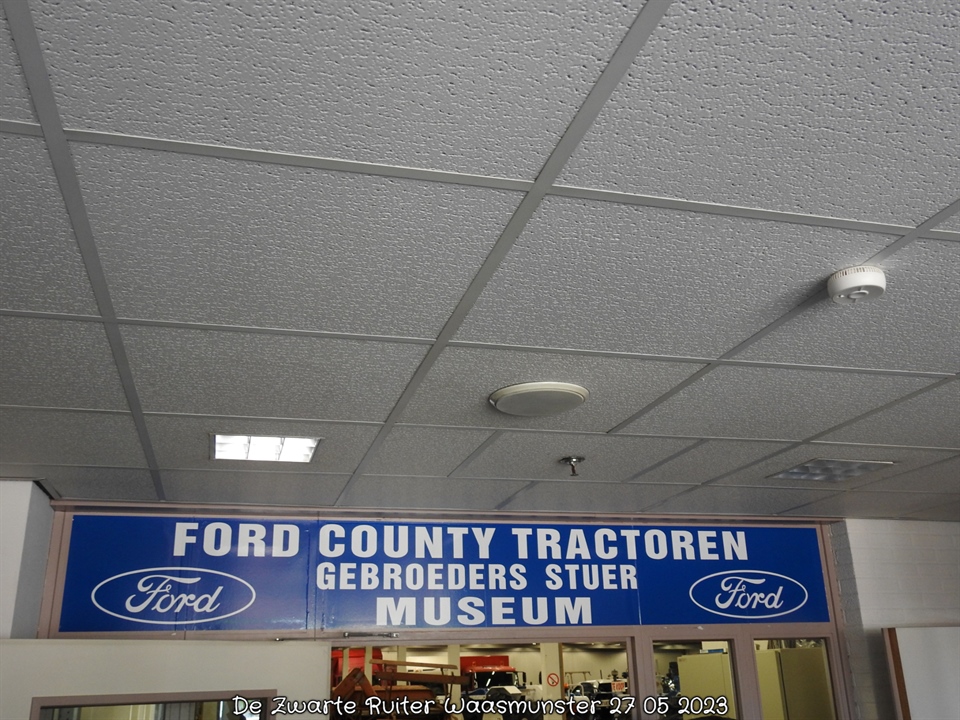 FORD COUNTY TRACTOREN
GEBROEDERS STUER
MUSEUM
Ford
Ford
De Zwarte Ruiter Waasmunster 27 05 2023